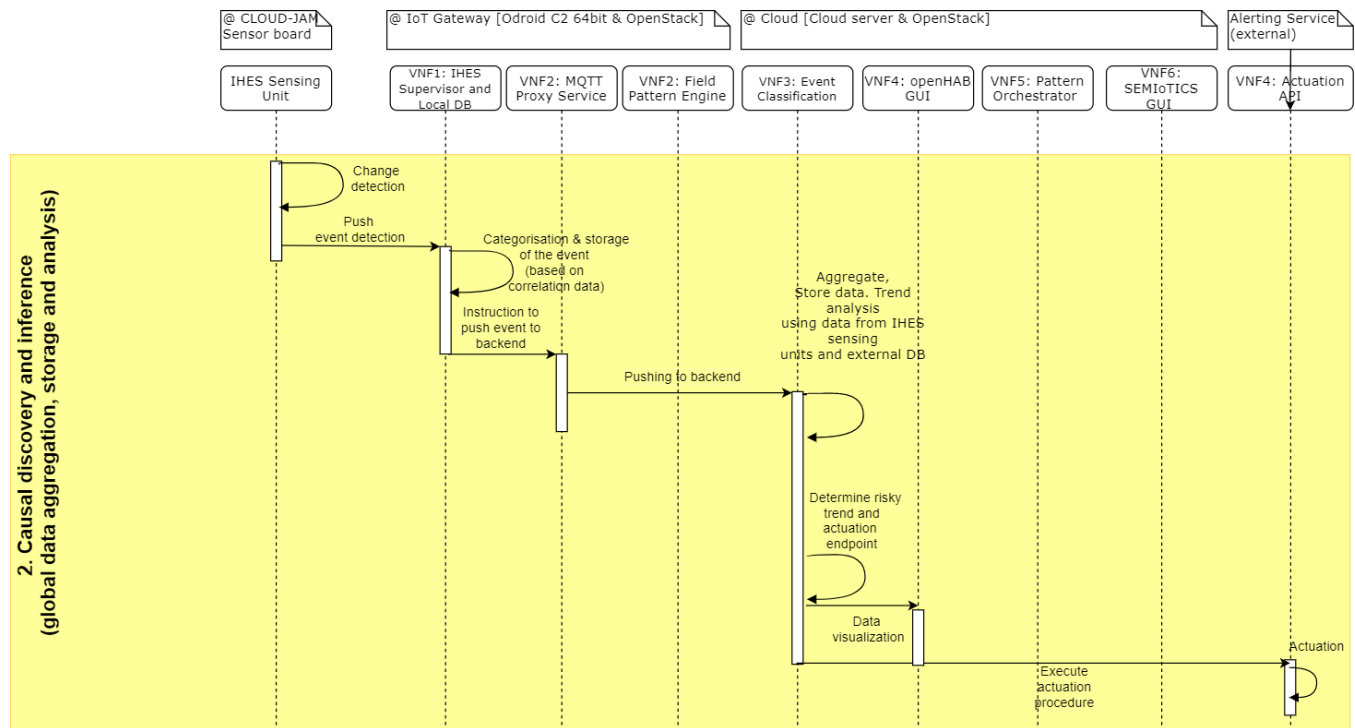 @ CLOUD-JAM
Sensor board
@ IoT Gateway [Odroid C2 64bit & OpenStack]
@ Cloud [Cloud server & OpenStack]
Alerting Service
(external)
IHES Sensing
Unit
VNF1: IHES
Supervisor and
Local DB
VNF2: MQTT
Proxy Service
VNF2: Field
Pattern Engine
VNF3: Event
Classification
VNF4: openHAB
GUI
VNF5: Pattern
Orchestrator
VNF6:
SEMIoTICS
GUI
VNF4: Actuation
API
2. Causal discovery and inference
(global data aggregation, storage and analysis)
Change
detection
Push
event detection
Categorisation & storage
of the event
(based on
correlation data)
Instruction to
push event to
backend
Pushing to backend
Aggregate,
Store data. Trend
analysis
using data from IHES
sensing
units and external DB
Determine risky
trend and
actuation
endpoint
Data
visualization
Execute
actuation
procedure
Actuation